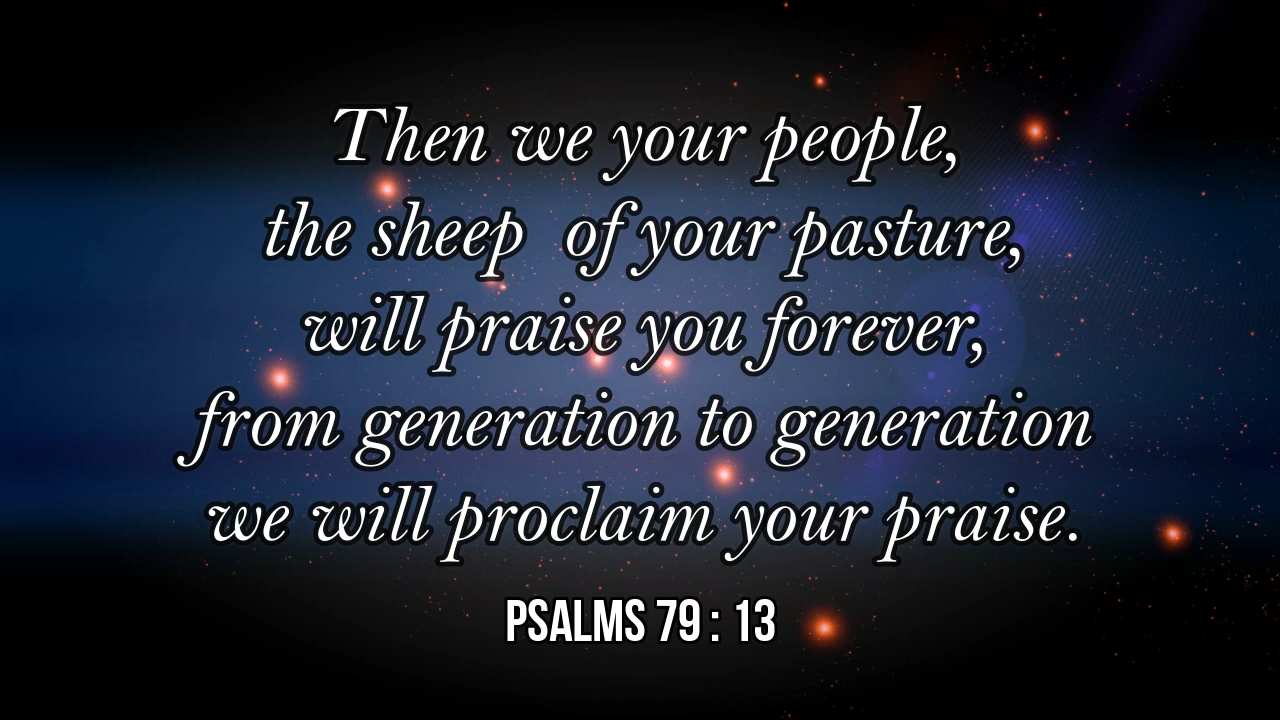 Then we your people,
the sheep  of your pasture,
will praise you forever,
from generation to generation
we will proclaim your praise.
PSALMS 79 : 13